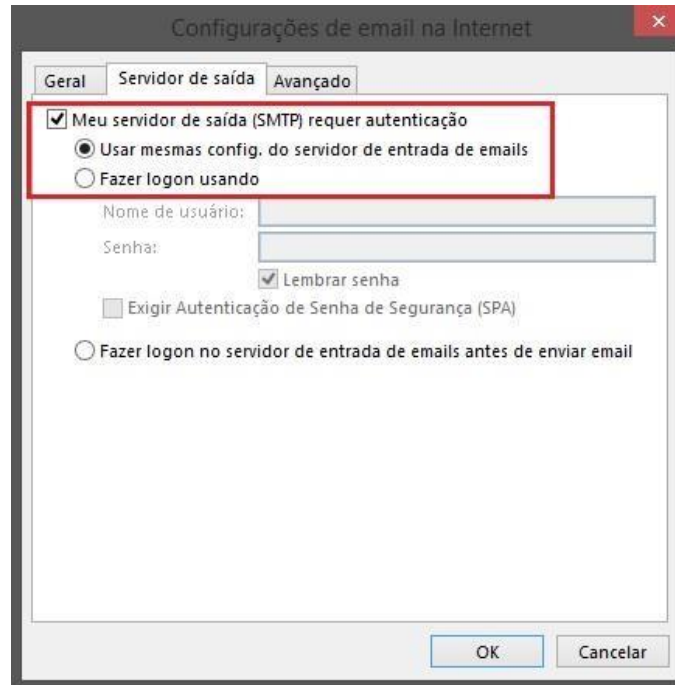 Configurações de email na Internet
Geral Servidor de saída Avançado
Meu servidor de saída (SMTP) requer autenticação
Usar mesmas config. do servidor de entrada de emails
Fazer logon usando
Nome de usuário:
Senha:
Lembrar senha
Exigir Autenticação de Senha de Segurança (SPA)
Fazer logon no servidor de entrada de emails antes de enviar email
OK Cancelar